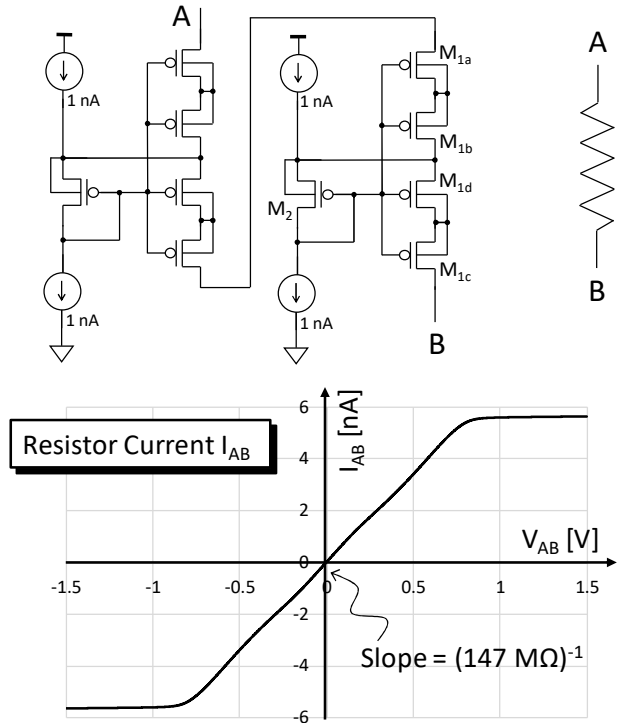 A
1 nA
1 nA
M1a
M1b
M1d
M2
M1c
1 nA
1 nA
B
A
B
Resistor Current IAB
IAB [nA]
VAB [V]
6
4
2
0
-2
-4
-6
-1.5
-1
-0.5
0
0.5
1
1.5
Slope = (147 MΩ)-1